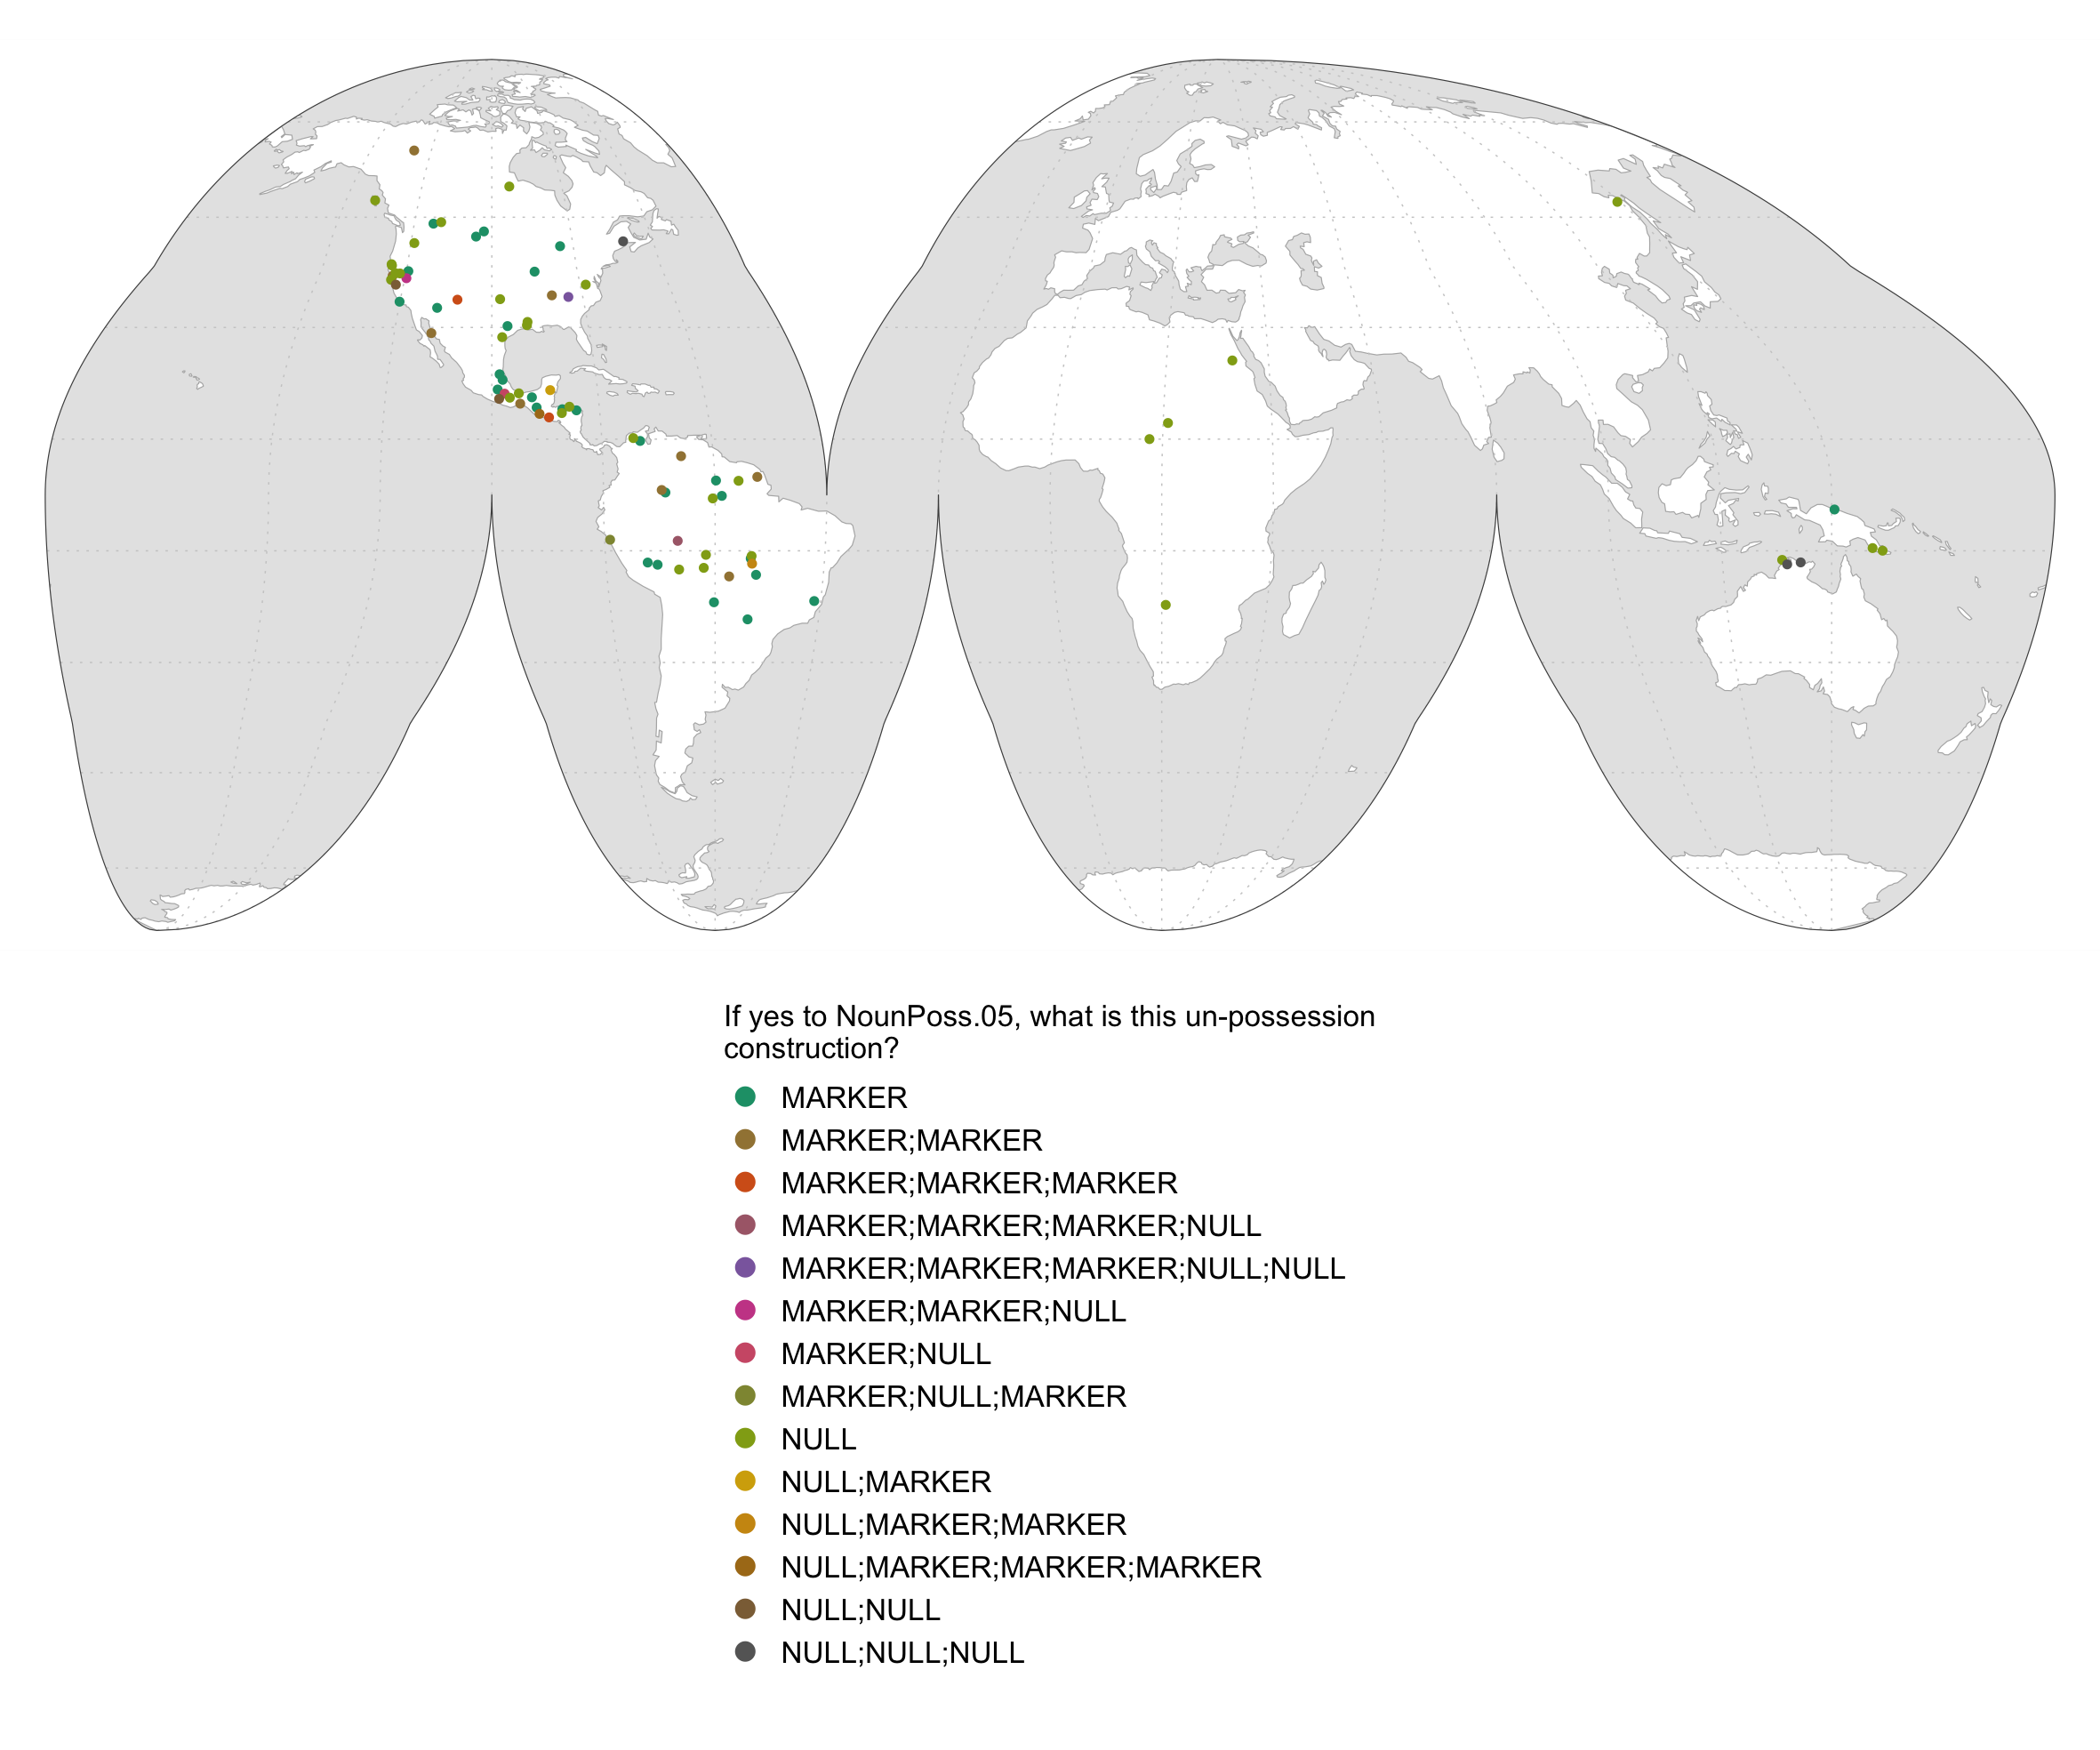 If yes to NounPoss.05, what is this un-possession
construction?
MARKER
MARKER;MARKER
MARKER;MARKER;MARKER
MARKER;MARKER;MARKER;NULL
MARKER;MARKER;MARKER;NULL;NULL
MARKER;MARKER;NULL
MARKER;NULL
MARKER;NULL;MARKER
NULL
NULL;MARKER
NULL;MARKER;MARKER
NULL;MARKER;MARKER;MARKER
NULL;NULL
NULL;NULL;NULL